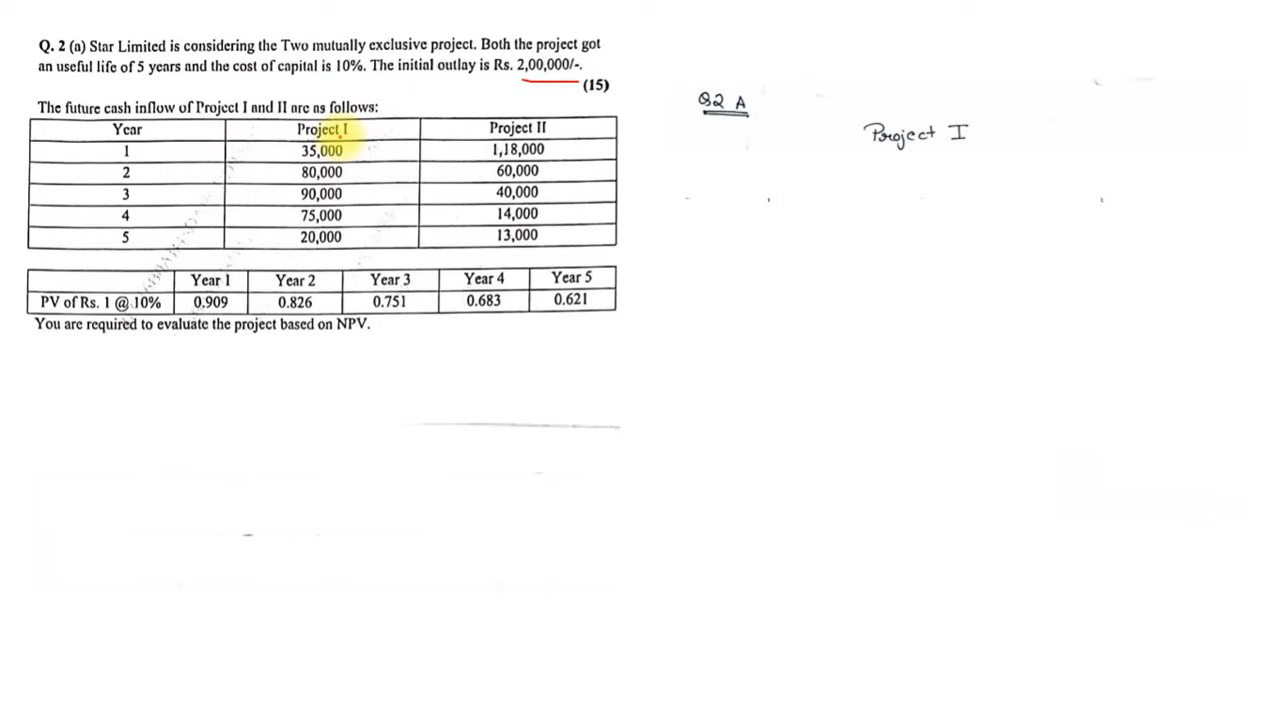 Q. 2 (a) Star Limited is considering the Two mutually exclusive project. Both the project got
an useful life of 5 years and the cost of capital is 10%. The initial outlay is Rs. 2,00,000/-.
(15)
The future cash inflow of Project I and II are as follows:
Year Project I Project II
1 35,000 1,18,000
2 80,000 60,000
3 90,000 40,000
4 75,000 14,000
5 20,000 13,000
Year 1 Year 2 Year 3 Year 4 Year 5
PV of Rs. 1 @ 10% 0.909 0.826 0.751 0.683 0.621
You are required to evaluate the project based on NPV.
Q2 A
Project I